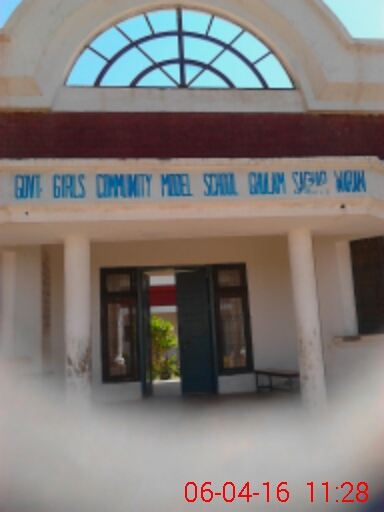 GOVT: GIRLS COMMUNITY MODEL SCHOOL
06-04-16 11:28